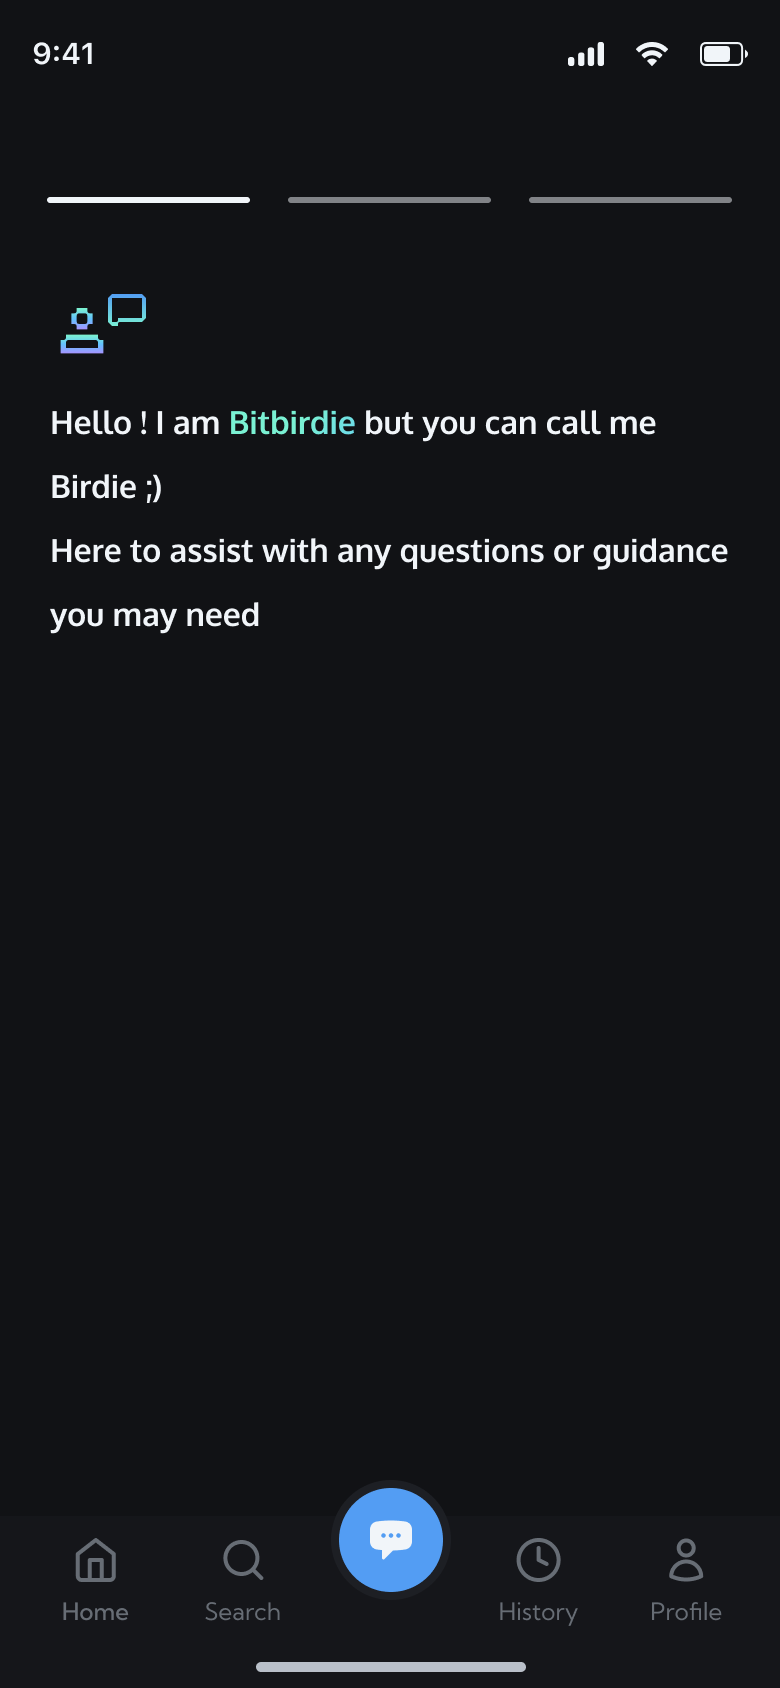 9:41
Hello ! I am Bitbirdie but you can call me
Birdie ;)
Here to assist with any questions or guidance
you may need
Home
Search
History
Profile